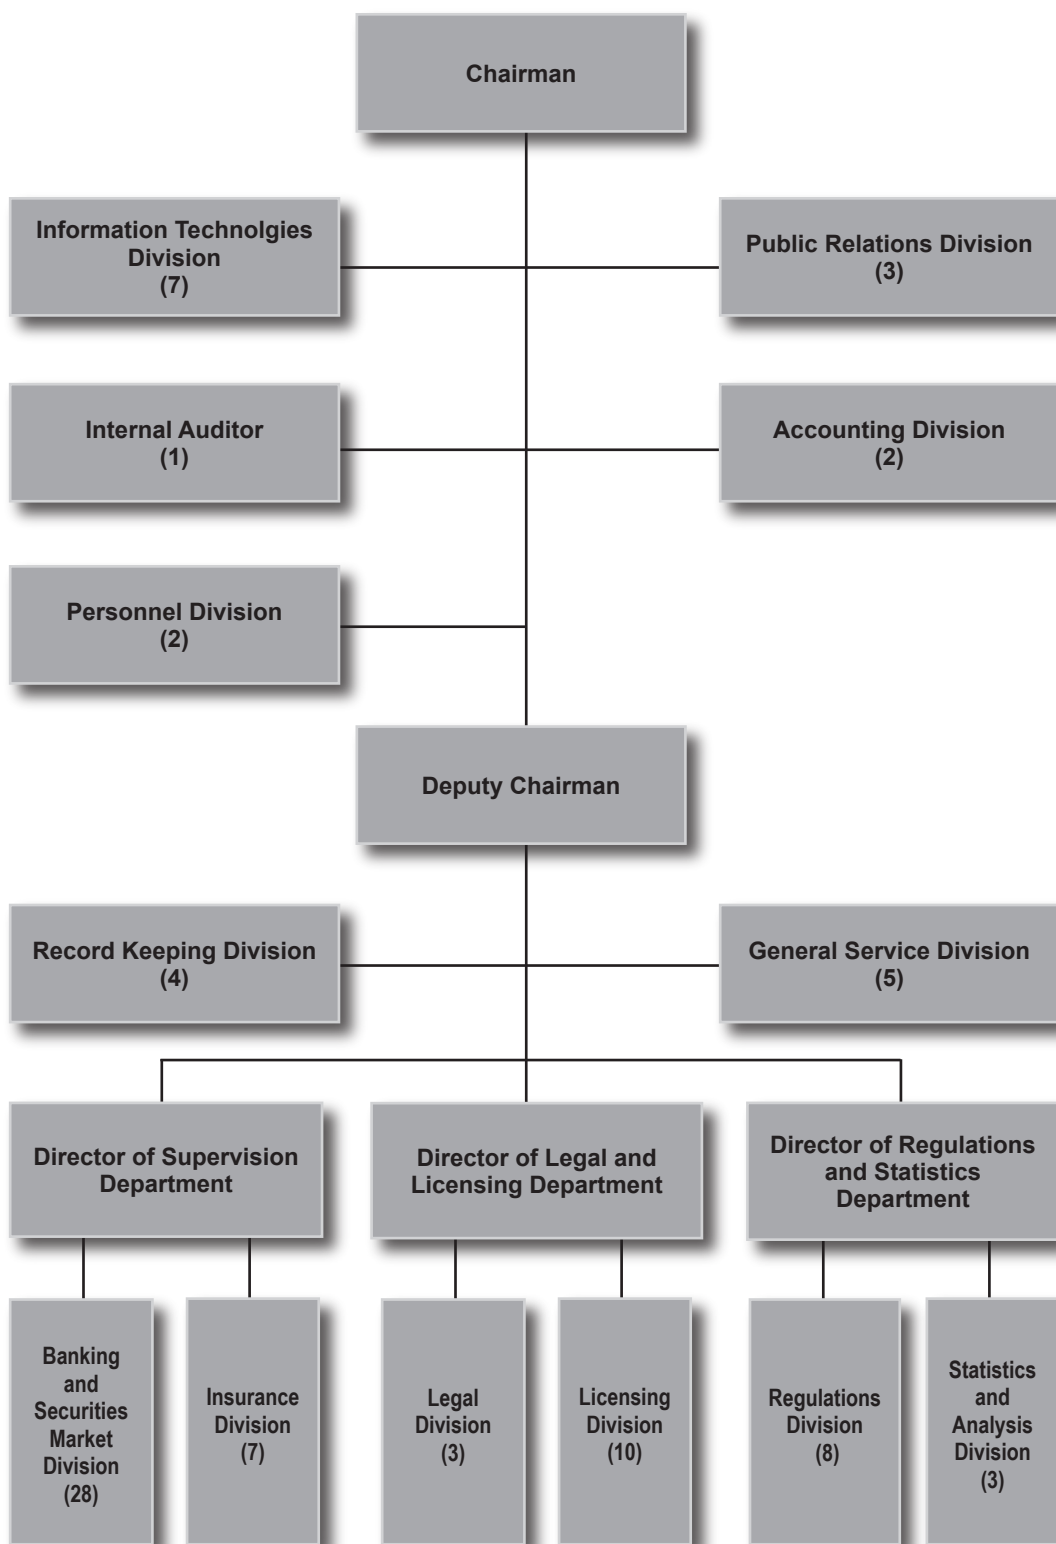 Chairman
Information Technolgies
Division
(7)
Public Relations Division
(3)
Internal Auditor
(1)
Accounting Division
(2)
Personnel Division
(2)
Deputy Chairman
Record Keeping Division
(4)
General Service Division
(5)
Director of Supervision
Department
Director of Legal and
Licensing Department
Director of Regulations
and Statistics
Department
Banking
and
Securities
Market
Division
(28)
Insurance
Division
(7)
Legal
Division
(3)
Licensing
Division
(10)
Regulations
Division
(8)
Statistics
and
Analysis
Division
(3)